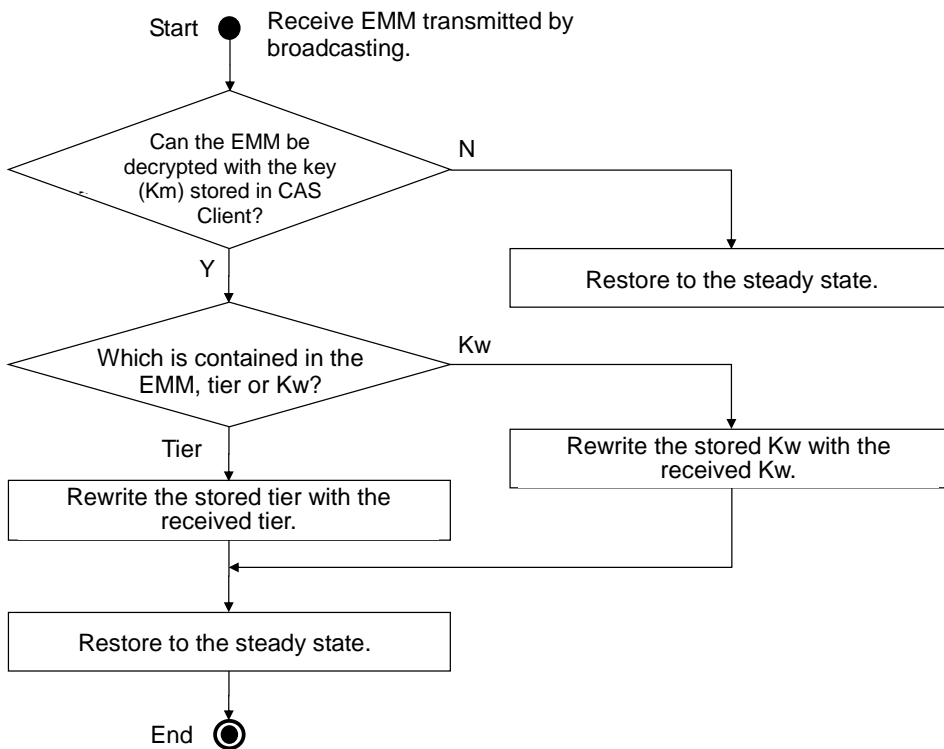 Start
Receive EMM transmitted by
broadcasting.
Can the EMM be
decrypted with the key
(Km) stored in CAS
Client?
N
Y
Restore to the steady state.
Which is contained in the
EMM, tier or Kw?
Kw
Tier
Rewrite the stored Kw with the
received Kw.
Rewrite the stored tier with the
received tier.
Restore to the steady state.
End